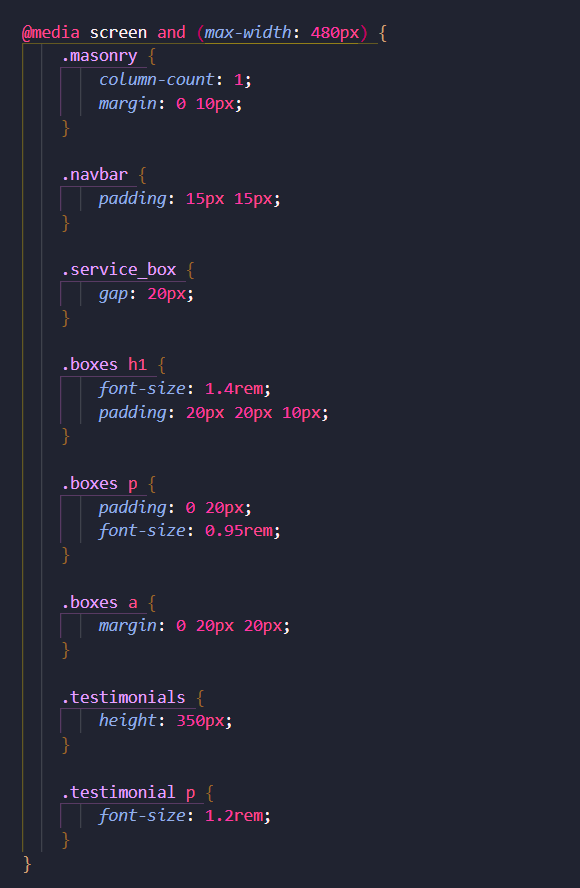 @media screen and (max-width: 480px) {
    .masonry {
        column-count: 1;
        margin: 0 10px;
    }

    .navbar {
        padding: 15px 15px;
    }

    .service_box {
        gap: 20px;
    }

    .boxes h1 {
        font-size: 1.4rem;
        padding: 20px 20px 10px;
    }

    .boxes p {
        padding: 0 20px;
        font-size: 0.95rem;
    }

    .boxes a {
        margin: 0 20px 20px;
    }

    .testimonials {
        height: 350px;
    }

    .testimonial p {
        font-size: 1.2rem;
    }
}